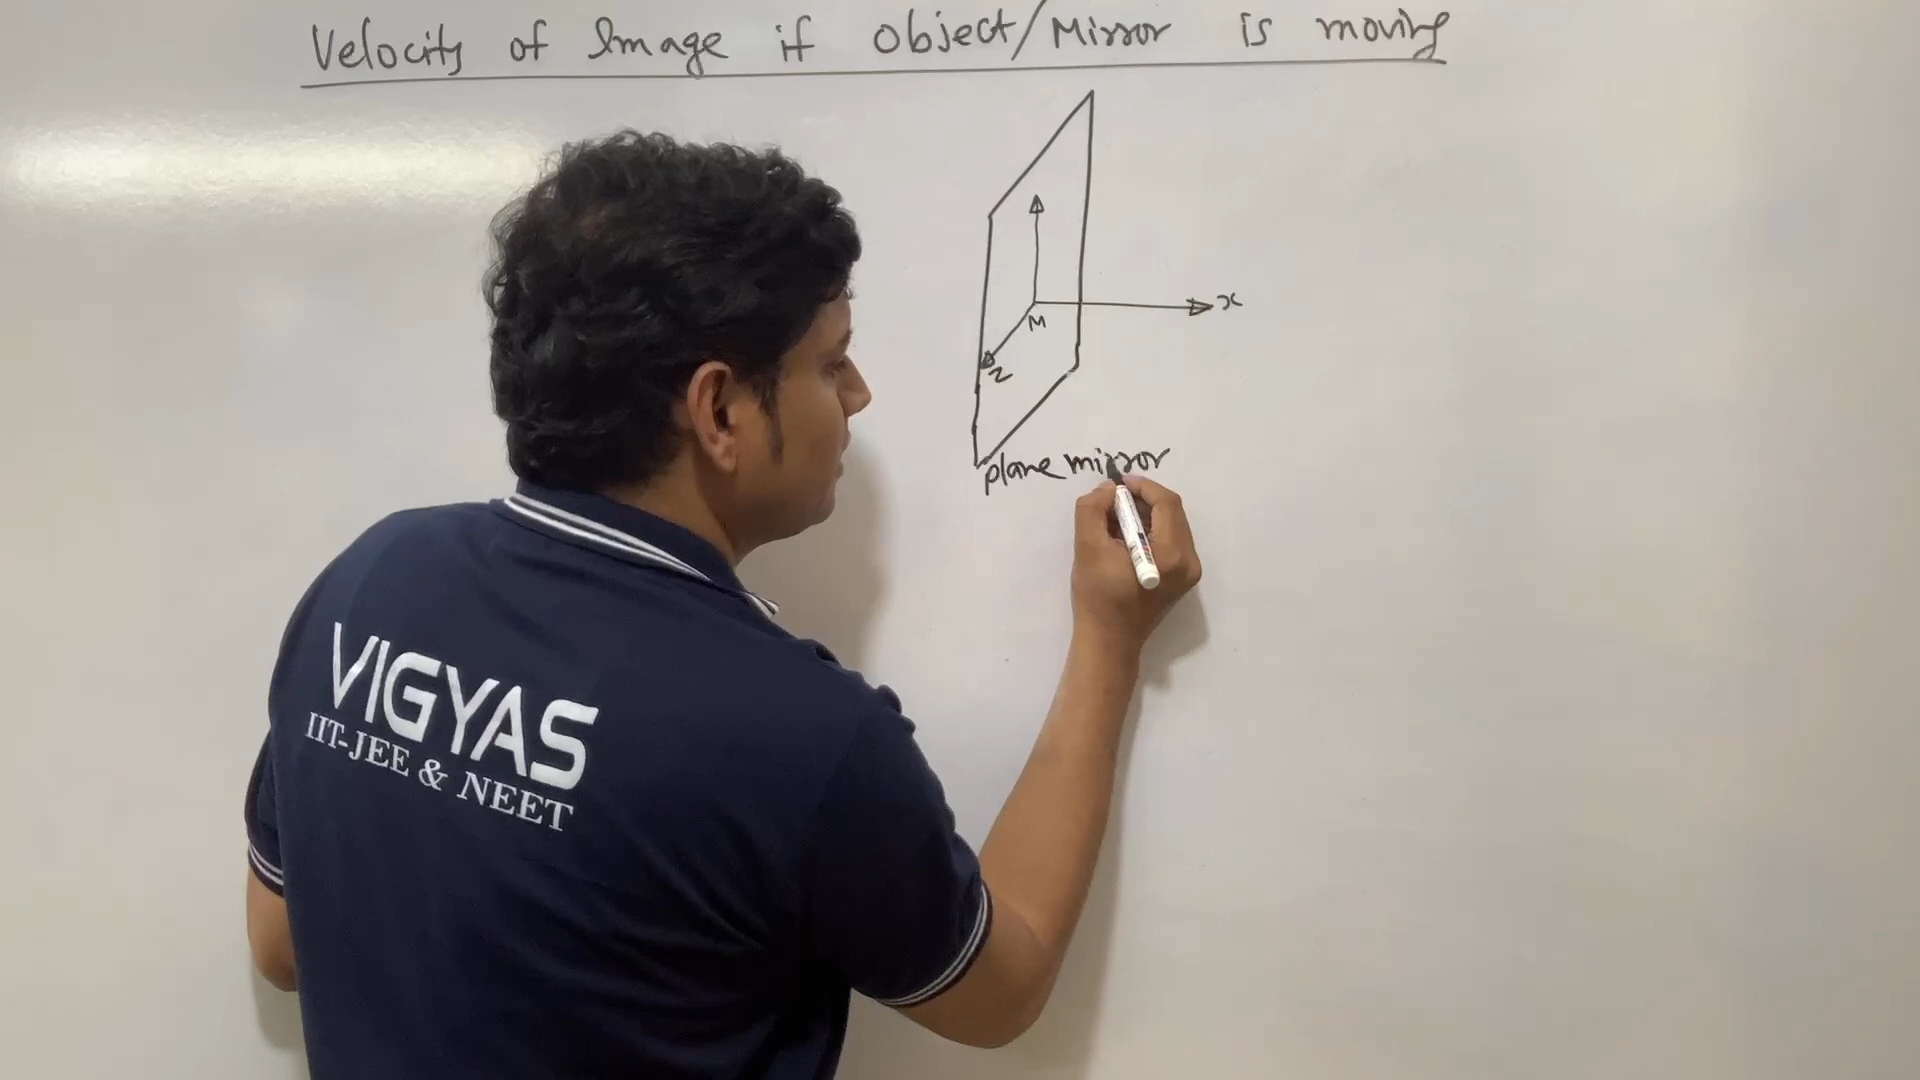 Velocity of Image if object/Mirror is moving
x
M
z
plane mirror
VIGYAS
IIT-JEE & NEET